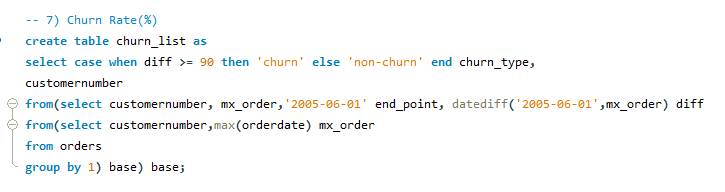 -- 7) Churn Rate(%)
create table churn_list as
select case when diff >= 90 then 'churn' else 'non-churn' end churn_type,
customernumber
from(select customernumber, mx_order,'2005-06-01' end_point, datediff('2005-06-01',mx_order) diff
from(select customernumber,max(orderdate) mx_order
from orders
group by 1) base) base;